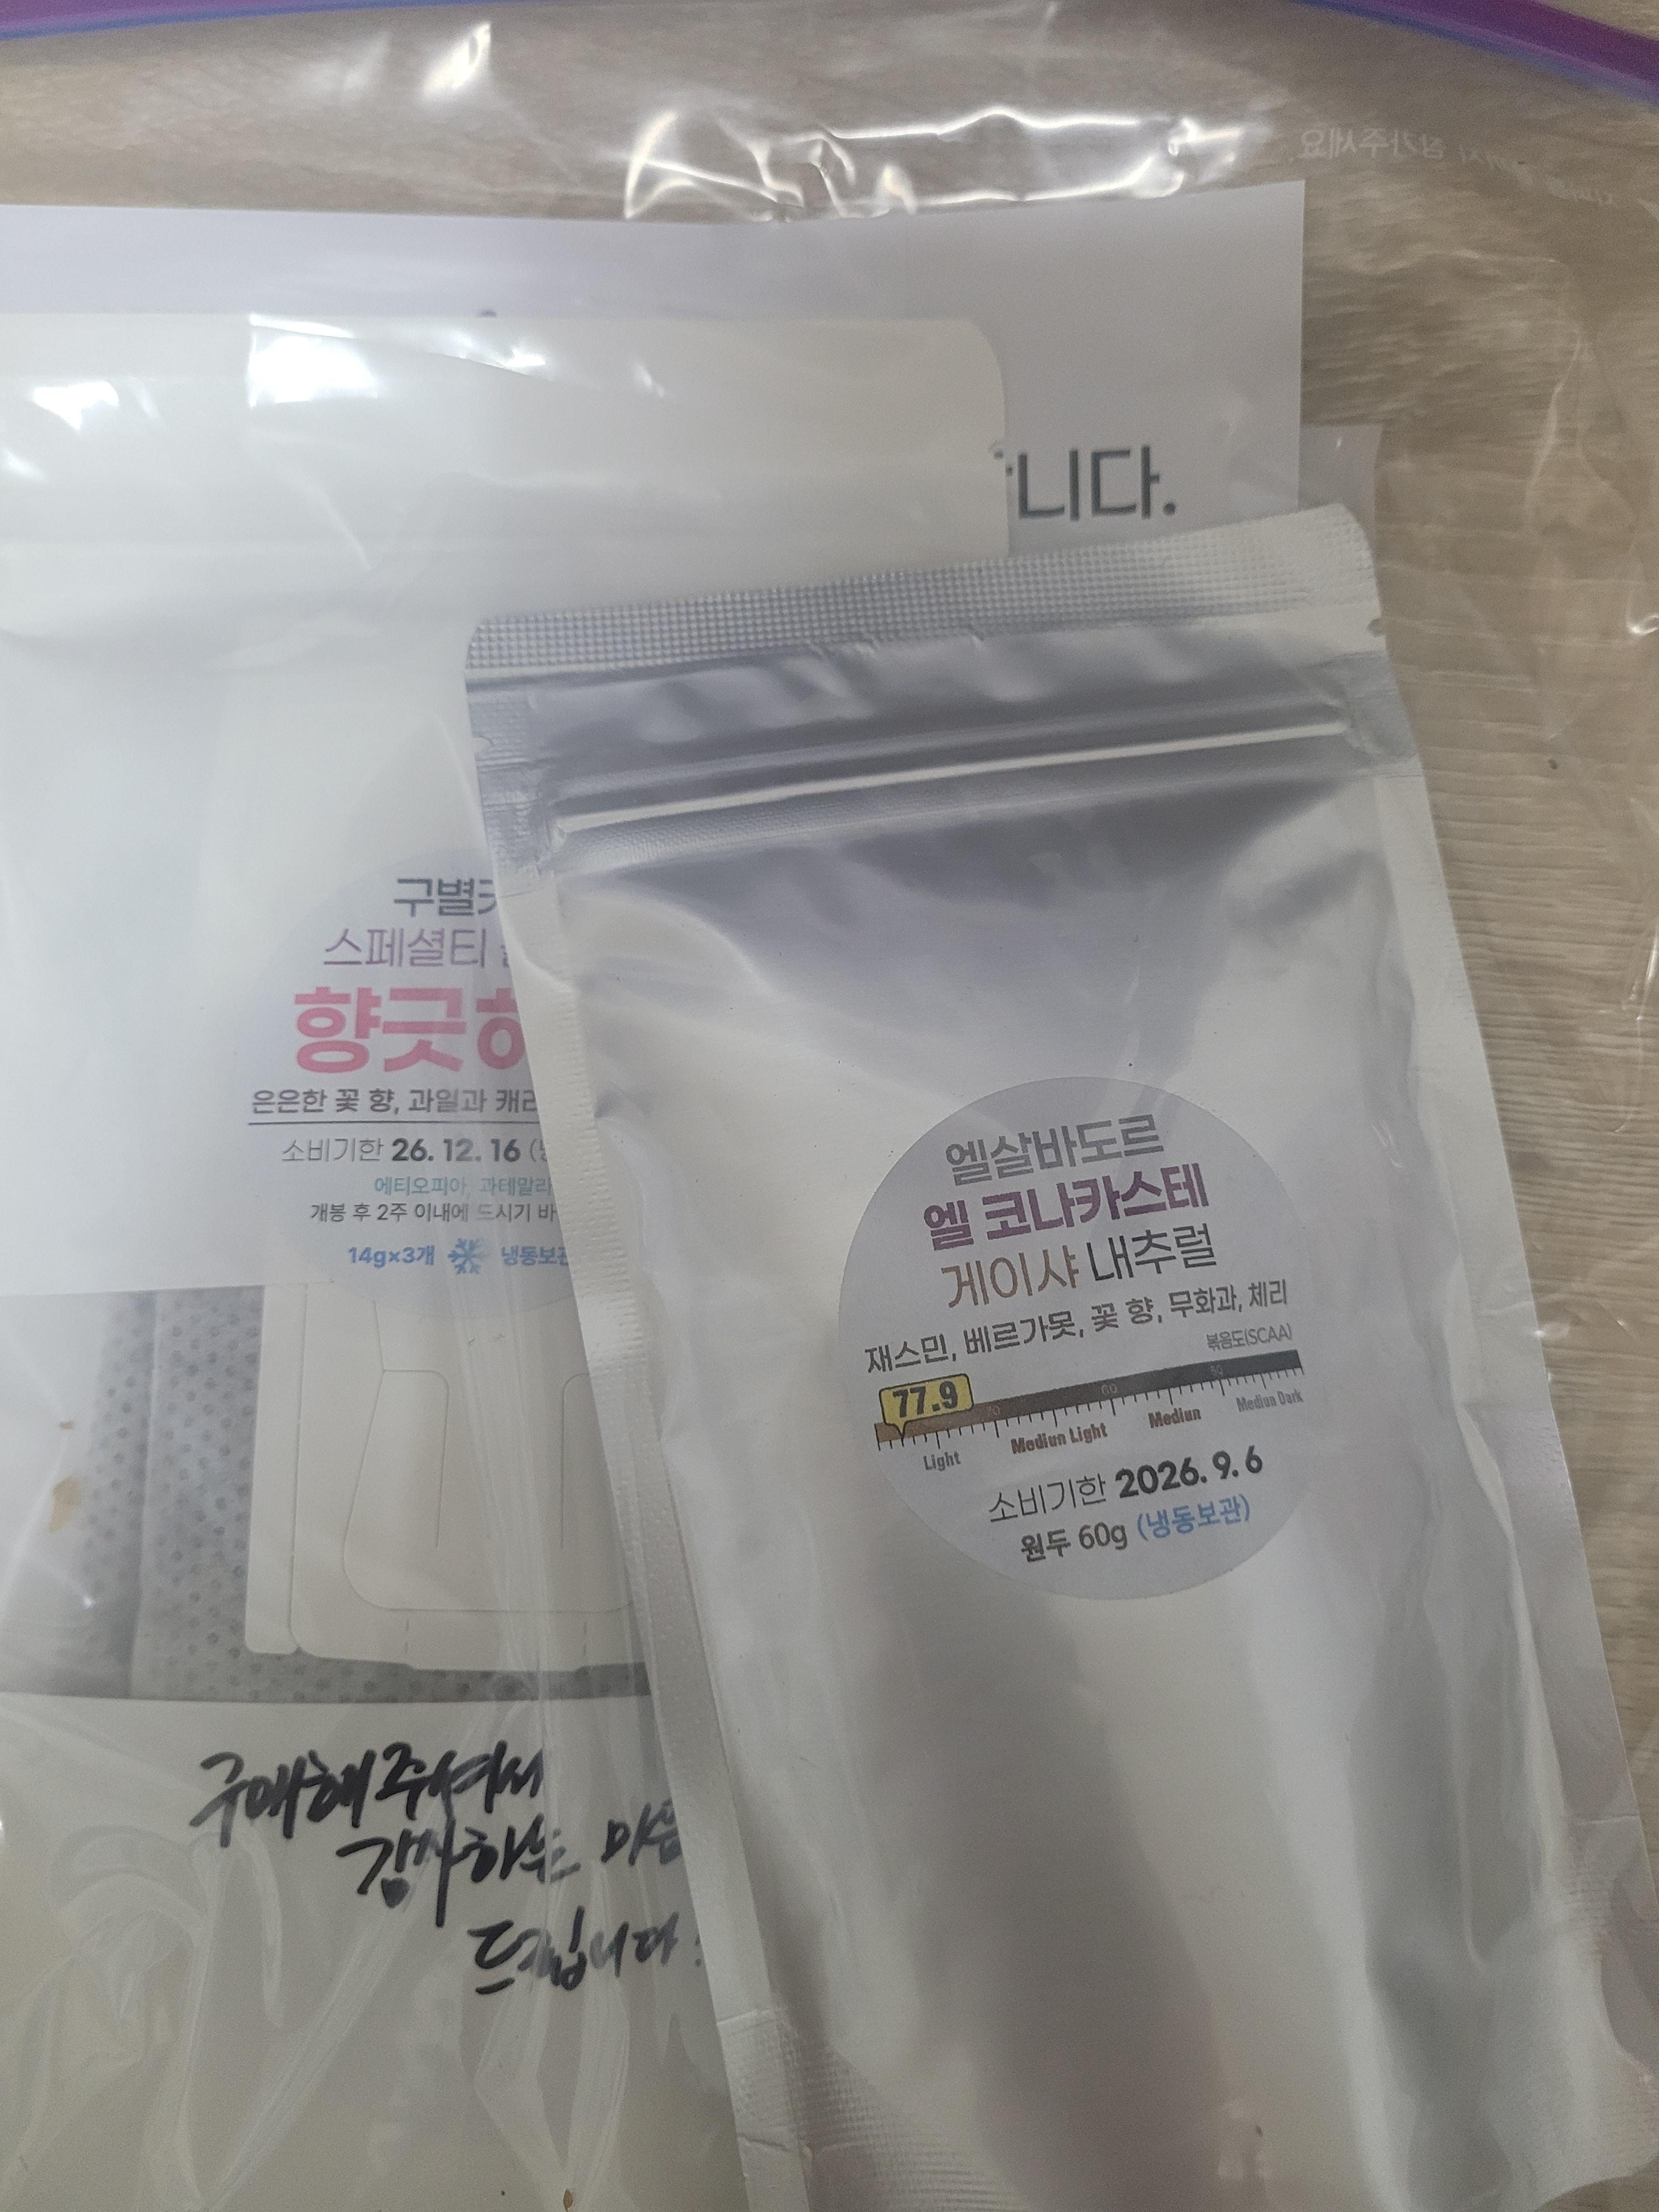 니다.
구별
스페셜티
향긋
은은한 꽃 향, 과일과
소비기한 26. 12. 16
에티오피아, 과테말라
개봉 후 2주 이내에 드시기
14g×3개 냉동보관
구매해주셔서
감사하는
드립니다
엘살바도르
엘 코나카스테
게이샤 내추럴
재스민, 베르가못, 꽃 향, 무화과, 체리
볶음도(SCAA)
77.9
70 60 50
Light Mediun Light Mediun Mediun Dark
소비기한 2026. 9. 6
원두 60g (냉동보관)